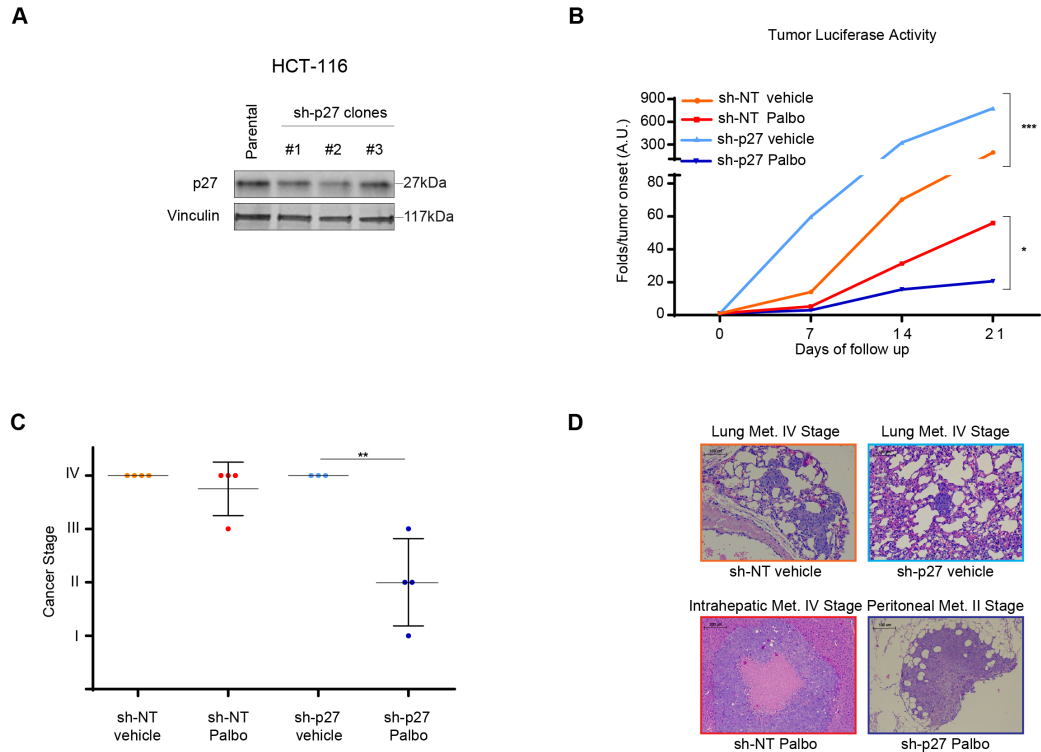 A
HCT-116
Parental
sh-p27 clones
#1 #2 #3
p27
27kDa
Vinculin
117kDa
B
Tumor Luciferase Activity
Folds/tumor onset (A.U.)
900
600
300
80
60
40
20
0
sh-NT vehicle
sh-NT Palbo
sh-p27 vehicle
sh-p27 Palbo
***
*
0 7 14 21
Days of follow up
C
Cancer Stage
IV
III
II
I
**
sh-NT vehicle
sh-NT Palbo
sh-p27 vehicle
sh-p27 Palbo
D
Lung Met. IV Stage
sh-NT vehicle
Lung Met. IV Stage
sh-p27 vehicle
Intrahepatic Met. IV Stage
sh-NT Palbo
Peritoneal Met. II Stage
sh-p27 Palbo